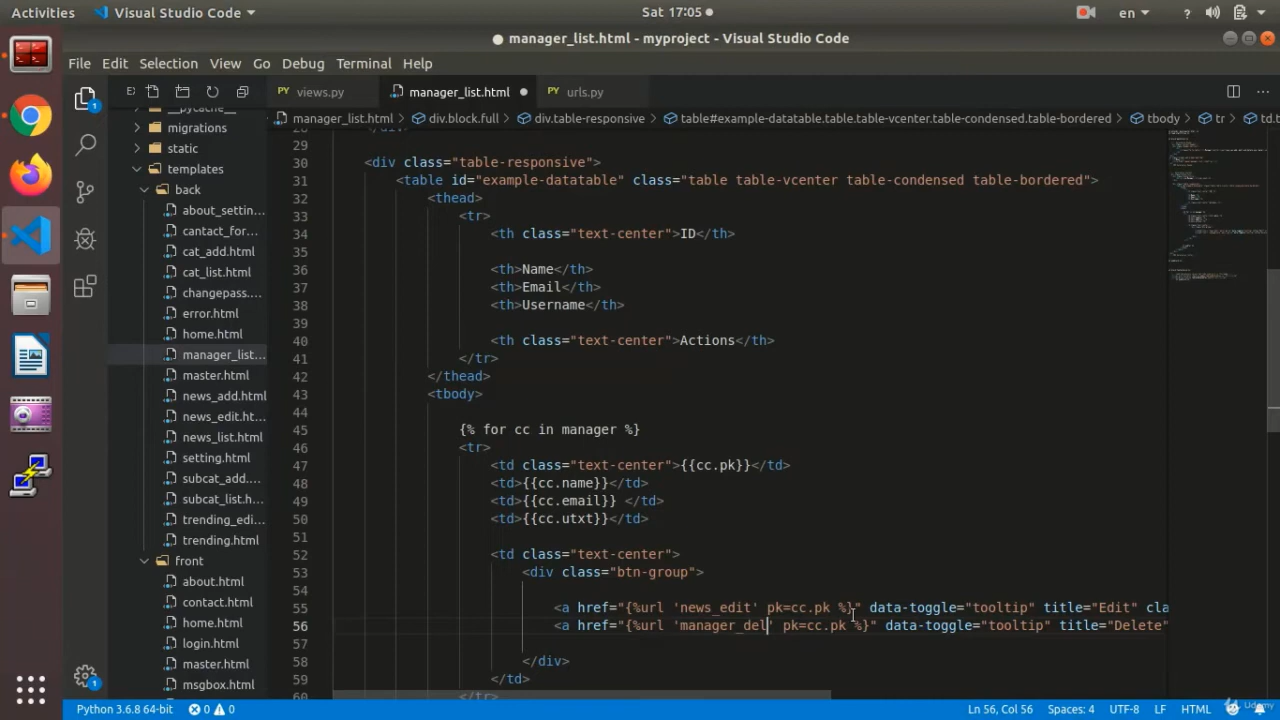 Activities
Visual Studio Code
Sat 17:05
en
?
manager_list.html - myproject - Visual Studio Code
File Edit Selection View Go Debug Terminal Help
views.py
manager_list.html
urls.py
manager_list.html > div.block.full > div.table-responsive > table#example-datatable.table.table-vcenter.table-condensed.table-bordered > tbody > tr > td.t
__pycache__
migrations
static
templates
back
about_settin...
cantact_for...
cat_add.html
cat_list.html
changepass....
error.html
home.html
manager_list...
master.html
news_add.html
news_edit.ht...
news_list.html
setting.html
subcat_add....
subcat_list.h...
trending_edi...
trending.html
front
about.html
contact.html
home.html
login.html
master.html
msgbox.html
28 </div>
29
30 <div class="table-responsive">
31 <table id="example-datatable" class="table table-vcenter table-condensed table-bordered">
32 <thead>
33 <tr>
34 <th class="text-center">ID</th>
35
36 <th>Name</th>
37 <th>Email</th>
38 <th>Username</th>
39
40 <th class="text-center">Actions</th>
41 </tr>
42 </thead>
43 <tbody>
44
45 {% for cc in manager %}
46 <tr>
47 <td class="text-center">{{cc.pk}}</td>
48 <td>{{cc.name}}</td>
49 <td>{{cc.email}} </td>
50 <td>{{cc.utxt}}</td>
51
52 <td class="text-center">
53 <div class="btn-group">
54
55 <a href="{%url 'news_edit' pk=cc.pk %}" data-toggle="tooltip" title="Edit" cla
56 <a href="{%url 'manager_del' pk=cc.pk %}" data-toggle="tooltip" title="Delete"
57
58 </div>
59 </td>
60 </tr>
1
1
Python 3.6.8 64-bit
0 0
Ln 56, Col 56
Spaces: 4
UTF-8
LF
HTML
Udemy